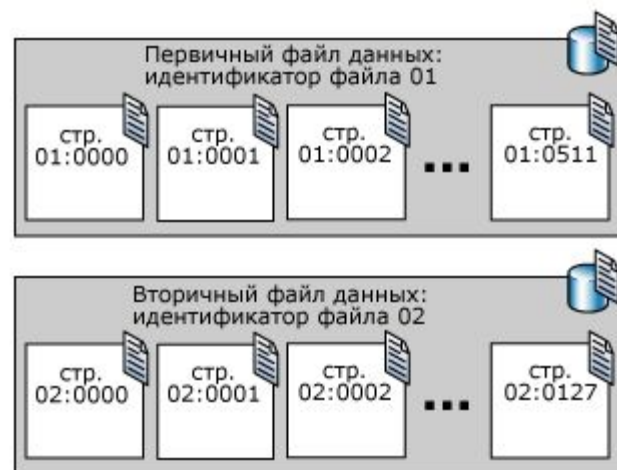 Первичный файл данных:
идентификатор файла 01
стр.
01:0000
стр.
01:0001
стр.
01:0002
...
стр.
01:0511
Вторичный файл данных:
идентификатор файла 02
стр.
02:0000
стр.
02:0001
стр.
02:0002
...
стр.
02:0127